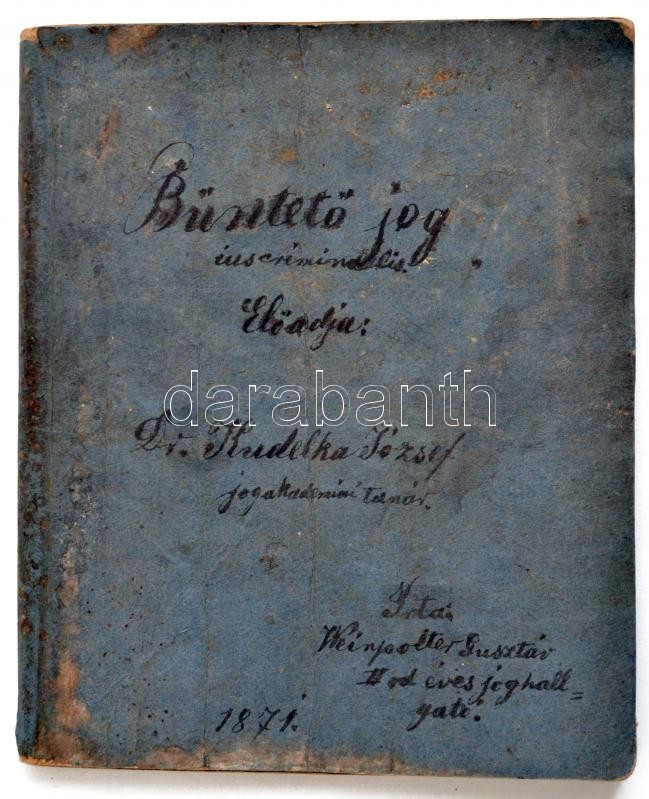 Büntető jog
ius criminalis.
Előadja:
darabanth
Dr. Kudelka József
jogakademiai tanár.
Irta:
Weinpolter Gusztáv
II od éves joghall=
gató.
1871.